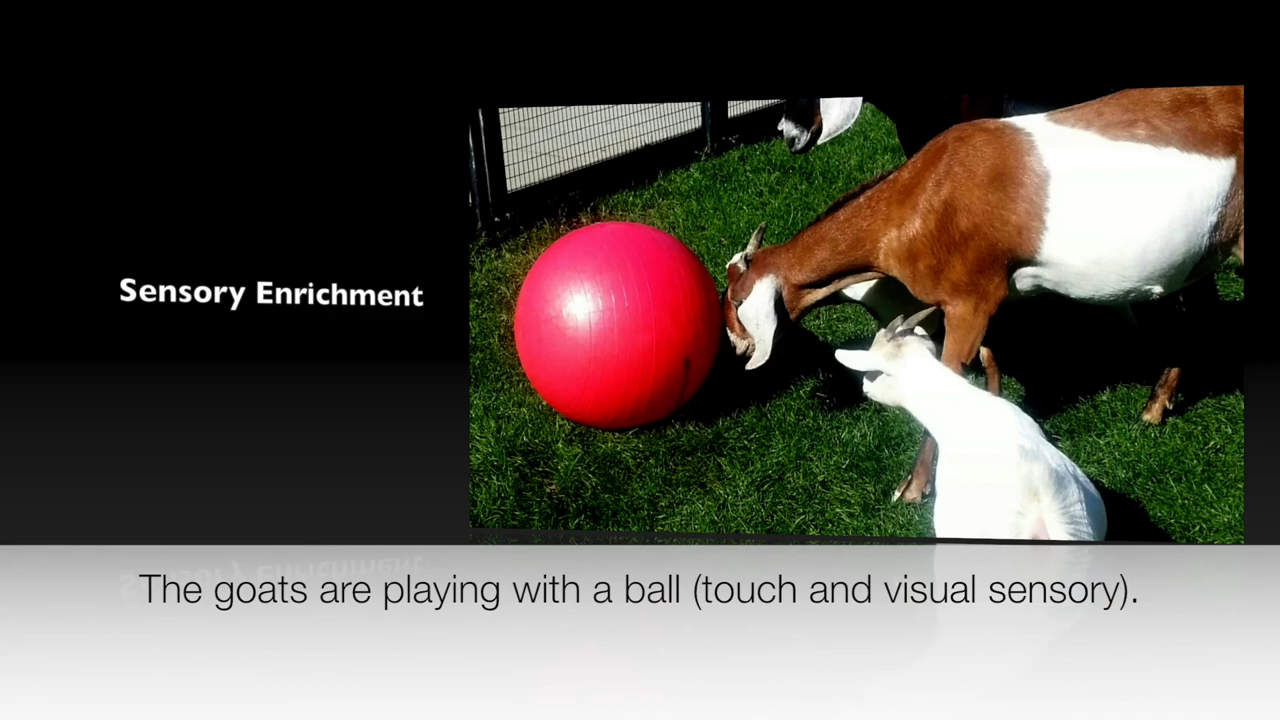 Sensory Enrichment
The goats are playing with a ball (touch and visual sensory).